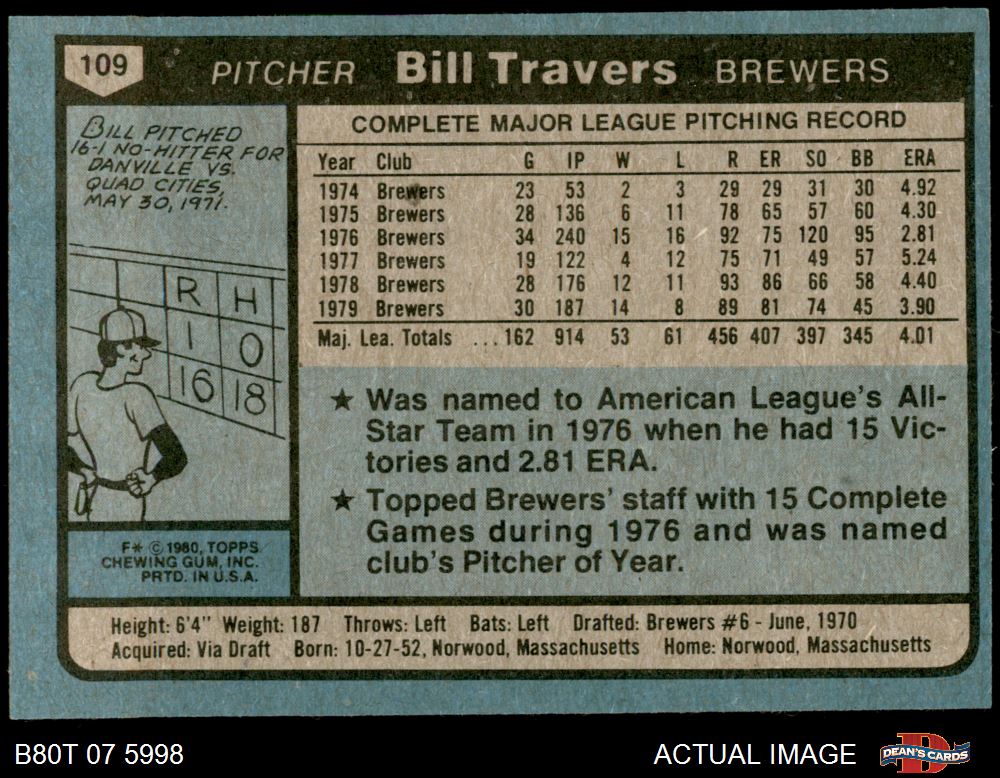 109 PITCHER Bill Travers BREWERS
BILL PITCHED
16-1 NO-HITTER FOR
DANVILLE VS.
QUAD CITIES,
MAY 30, 1971.
R H
1 0
16 18
F* © 1980, TOPPS
CHEWING GUM, INC.
PRTD. IN U.S.A.
COMPLETE MAJOR LEAGUE PITCHING RECORD
Year Club G IP W L R ER SO BB ERA
1974 Brewers 23 53 2 3 29 29 31 30 4.92
1975 Brewers 28 136 6 11 78 65 57 60 4.30
1976 Brewers 34 240 15 16 92 75 120 95 2.81
1977 Brewers 19 122 4 12 75 71 49 57 5.24
1978 Brewers 28 176 12 11 93 86 66 58 4.40
1979 Brewers 30 187 14 8 89 81 74 45 3.90
Maj. Lea. Totals ...162 914 53 61 456 407 397 345 4.01
★ Was named to American League's All-
Star Team in 1976 when he had 15 Vic-
tories and 2.81 ERA.
★ Topped Brewers' staff with 15 Complete
Games during 1976 and was named
club's Pitcher of Year.
Height: 6'4" Weight: 187 Throws: Left Bats: Left Drafted: Brewers #6 - June, 1970
Acquired: Via Draft Born: 10-27-52, Norwood, Massachusetts Home: Norwood, Massachusetts
B80T 07 5998 ACTUAL IMAGE DEAN'S CARDS